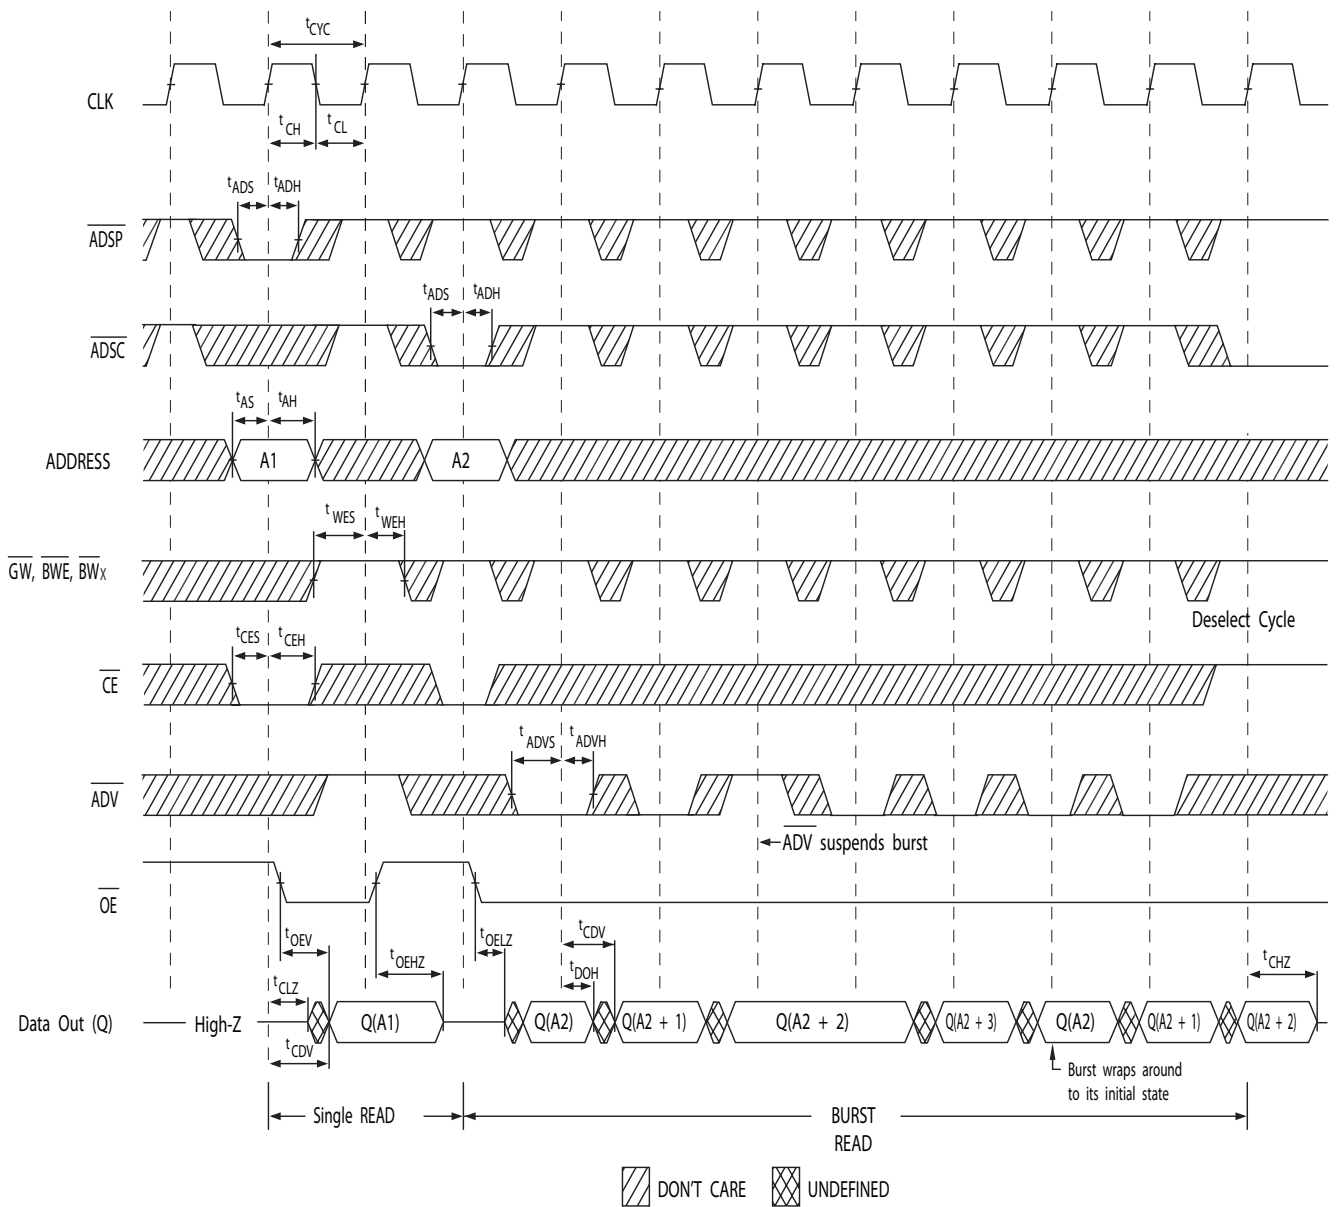 tCYC
CLK
tCH
tCL
tADS
tADH
ADSP
tADS
tADH
ADSC
tAS
tAH
ADDRESS
A1
A2
tWES
tWEH
GW, BWE, BWX
Deselect Cycle
tCES
tCEH
CE
tADVS
tADVH
ADV
ADV suspends burst
OE
tOEV
tOEHZ
tOELZ
tCDV
tCLZ
tDOH
tCHZ
Data Out (Q)
High-Z
Q(A1)
Q(A2)
Q(A2 + 1)
Q(A2 + 2)
Q(A2 + 3)
Q(A2)
Q(A2 + 1)
Q(A2 + 2)
tCDV
Burst wraps around
to its initial state
Single READ
BURST
READ
DON'T CARE
UNDEFINED